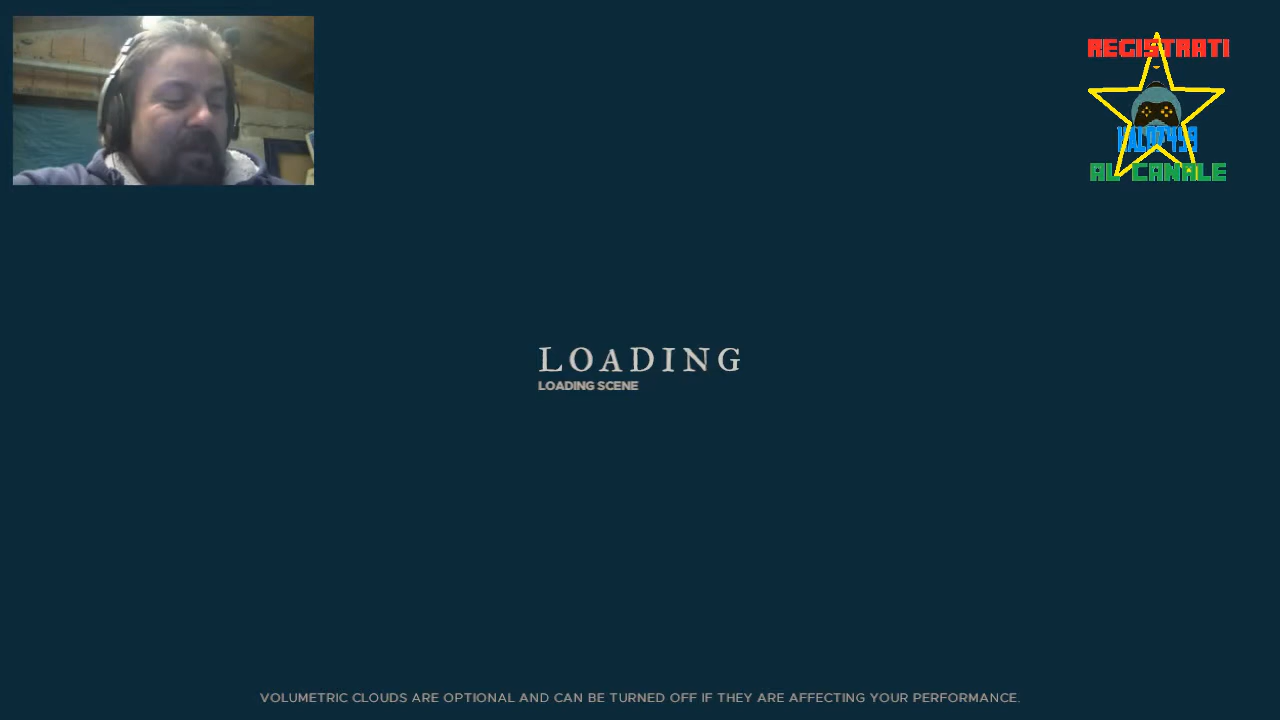 REGISTRATI
AL CANALE
LOADING
LOADING SCENE
VOLUMETRIC CLOUDS ARE OPTIONAL AND CAN BE TURNED OFF IF THEY ARE AFFECTING YOUR PERFORMANCE.